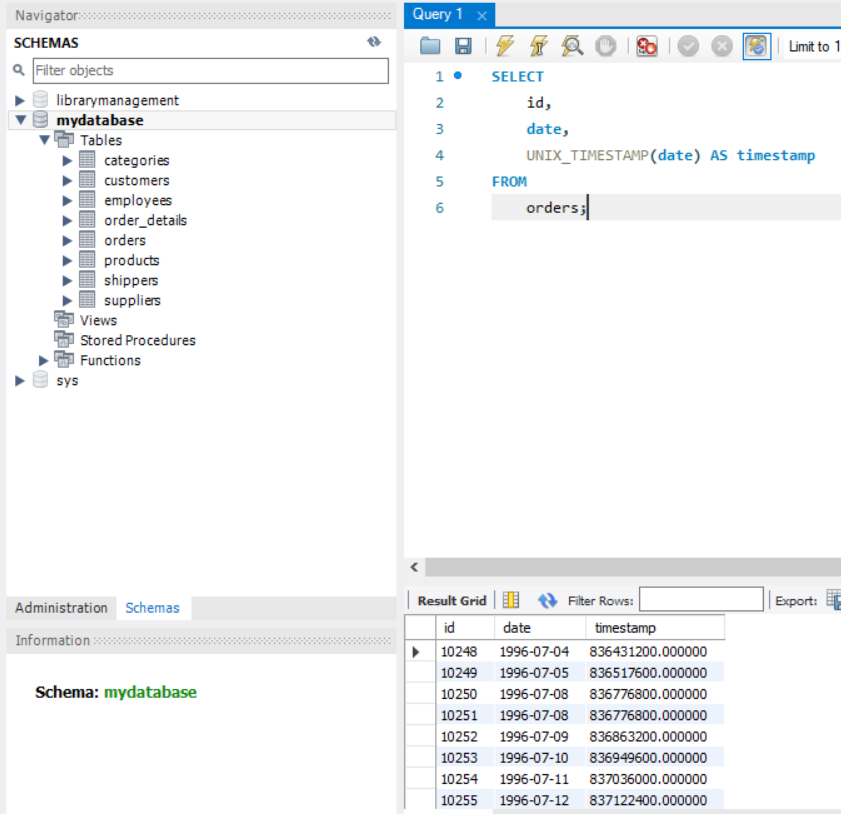 Navigator
SCHEMAS
Filter objects
librarymanagement
mydatabase
Tables
categories
customers
employees
order_details
orders
products
shippers
suppliers
Views
Stored Procedures
Functions
sys
Administration Schemas
Information
Schema: mydatabase
Query 1
Limit to 1
1 SELECT
2 id,
3 date,
4 UNIX_TIMESTAMP(date) AS timestamp
5 FROM
6 orders;
Result Grid Filter Rows: Export:
id date timestamp
10248 1996-07-04 836431200.000000
10249 1996-07-05 836517600.000000
10250 1996-07-08 836776800.000000
10251 1996-07-08 836776800.000000
10252 1996-07-09 836863200.000000
10253 1996-07-10 836949600.000000
10254 1996-07-11 837036000.000000
10255 1996-07-12 837122400.000000